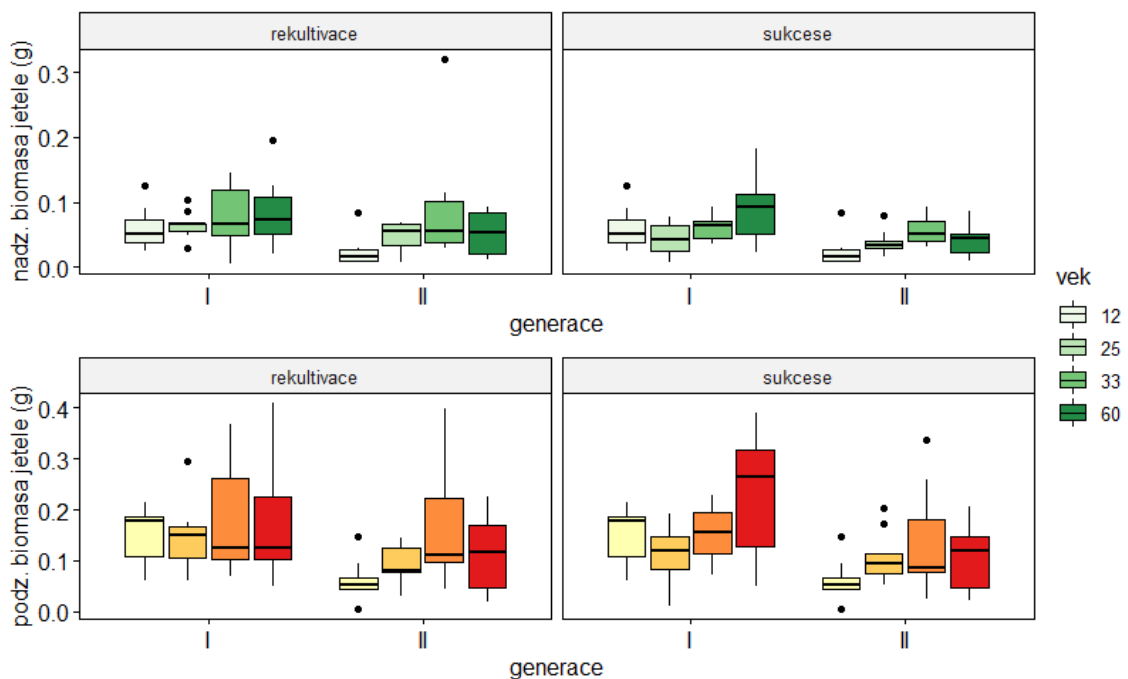 rekultivace
sukcese
nadz. biomasa jetele (g)
0.3
0.2
0.1
0.0
I
II
I
II
generace
vek
12
25
33
60
rekultivace
sukcese
podz. biomasa jetele (g)
0.4
0.3
0.2
0.1
0.0
I
II
I
II
generace